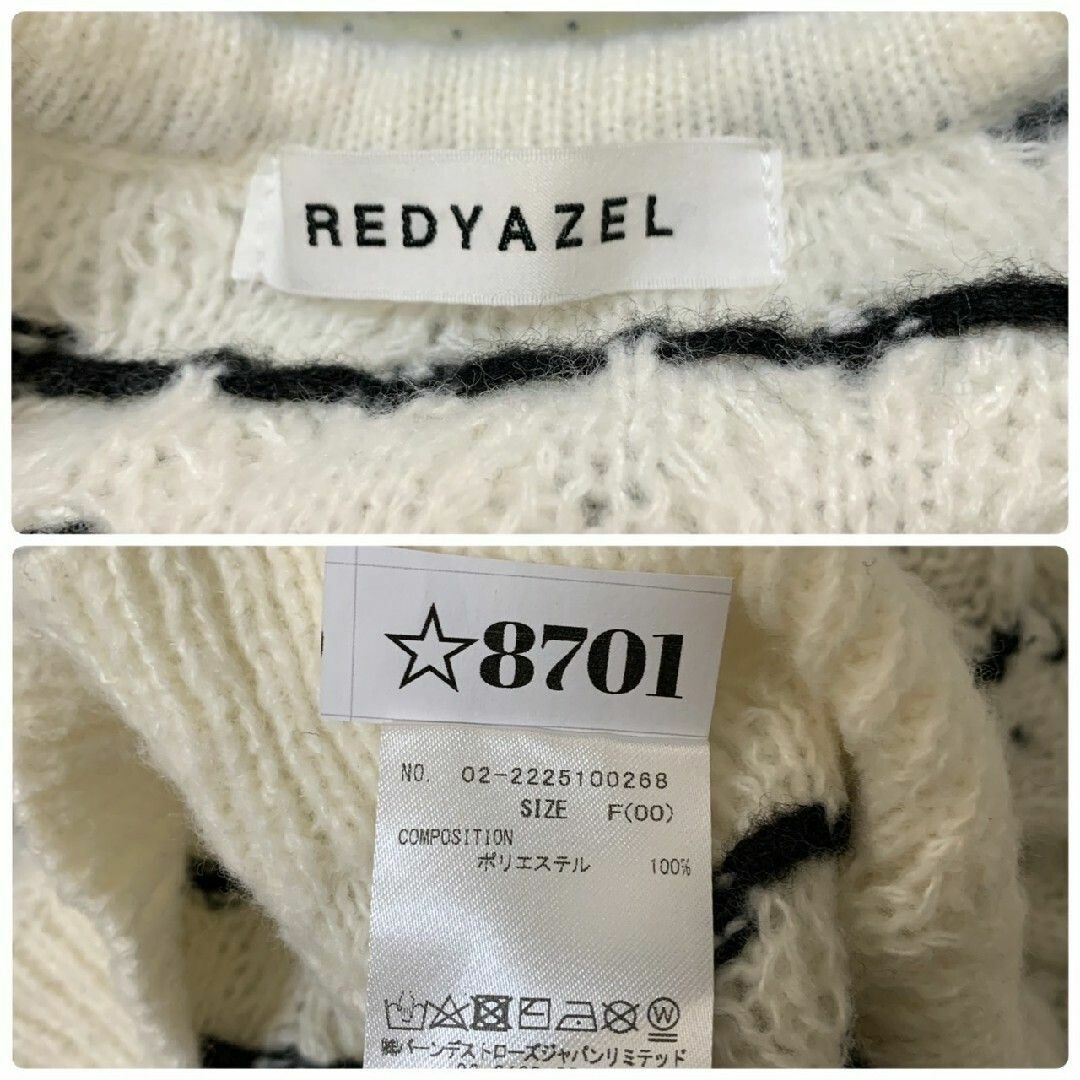 REDYAZEL
☆8701
NO. 02-2225100268
SIZE F(00)
COMPOSITION
ポリエステル 100%
㈱バーンデストローズジャパンリミテッド